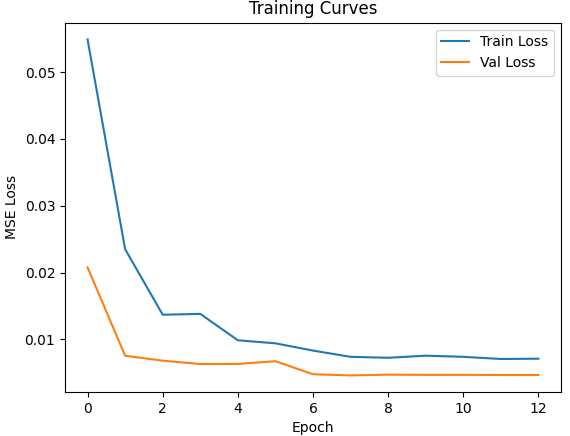 Training Curves
Train Loss
Val Loss
0.05
0.04
0.03
0.02
0.01
MSE Loss
0 2 4 6 8 10 12
Epoch